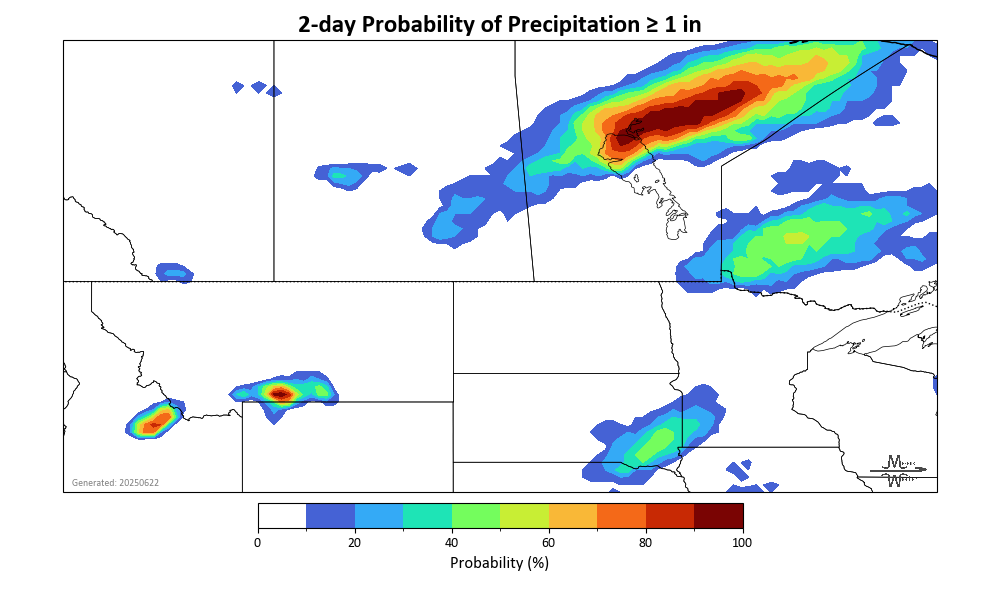 2-day Probability of Precipitation ≥ 1 in
Generated: 20250622
0 20 40 60 80 100
Probability (%)